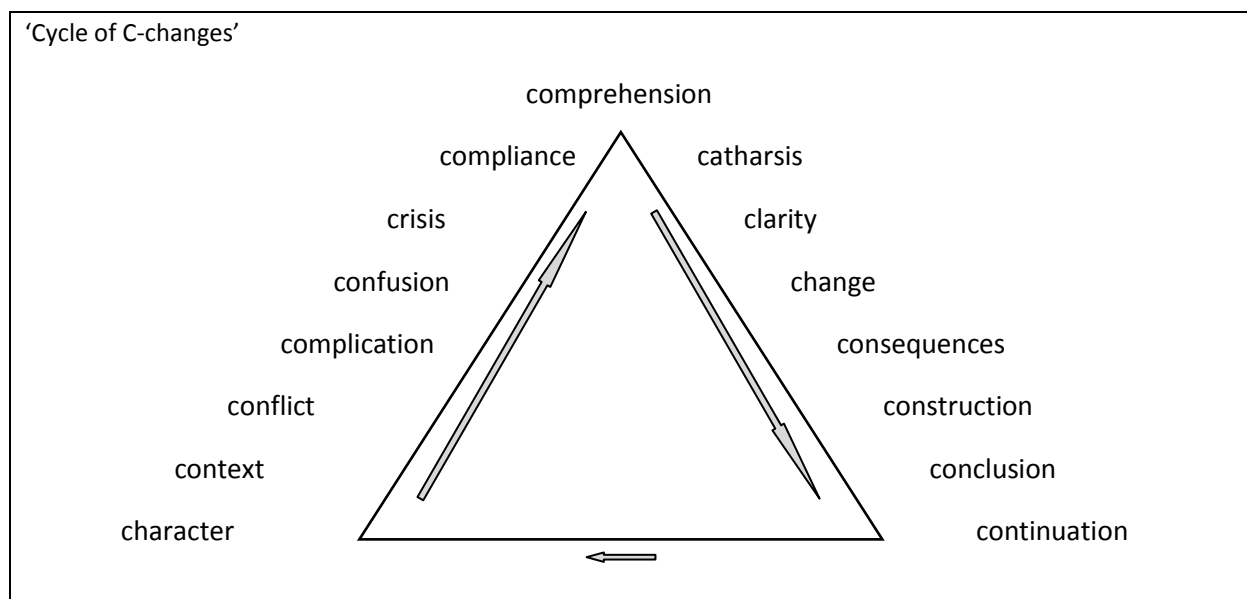 ‘Cycle of C-changes’
comprehension
compliance catharsis
crisis clarity
confusion change
complication consequences
conflict construction
context conclusion
character continuation